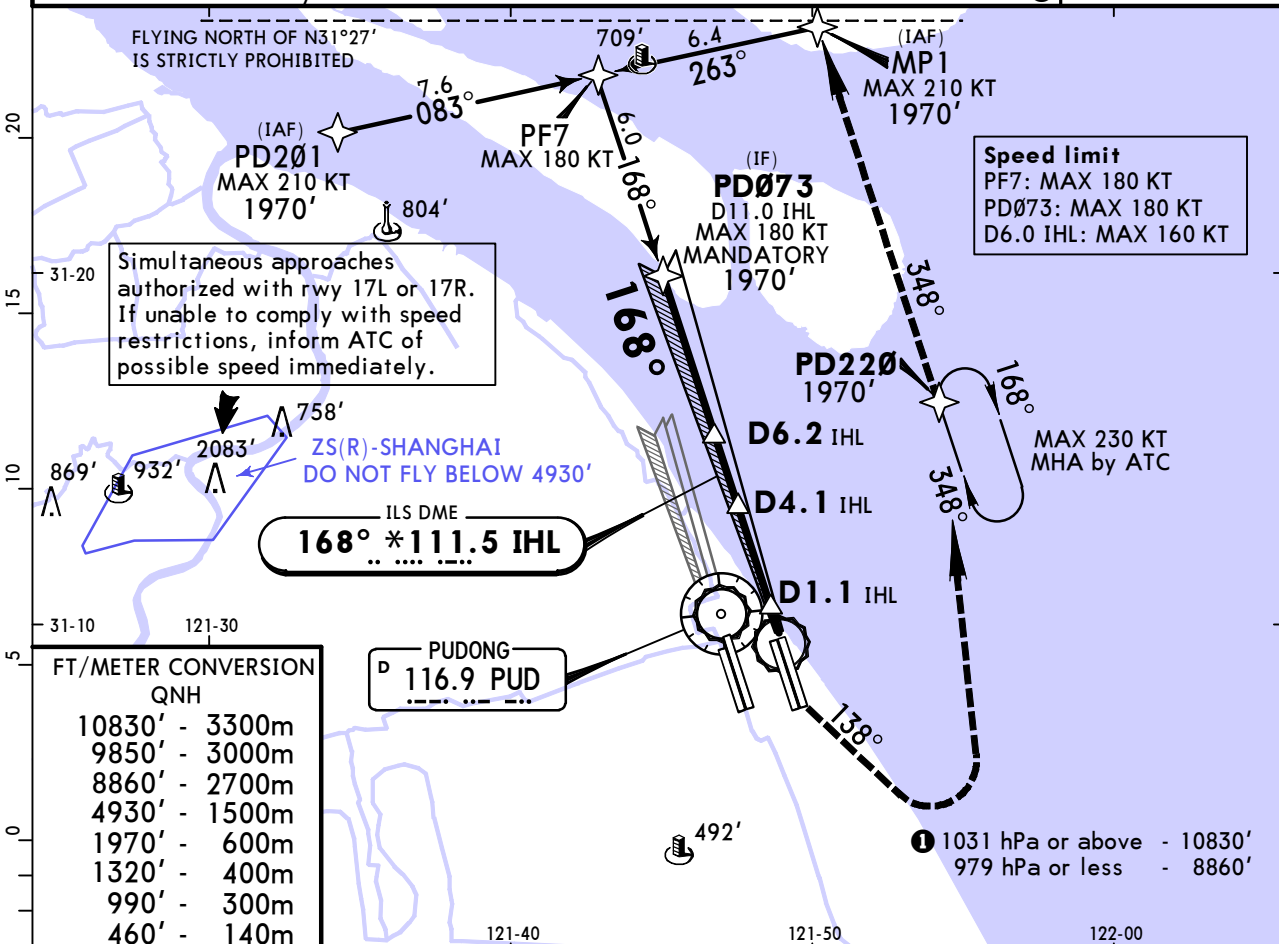 FLYING NORTH OF N31°27'
IS STRICTLY PROHIBITED
709'
6.4
263°
(IAF)
MP1
MAX 210 KT
1970'
7.6
083°
(IAF)
PD2Ø1
MAX 210 KT
1970'
PF7
MAX 180 KT
6.0
168°
(IF)
PDØ73
D11.0 IHL
MAX 180 KT
MANDATORY
1970'
Speed limit
PF7: MAX 180 KT
PDØ73: MAX 180 KT
D6.0 IHL: MAX 160 KT
20
804'
31-20
15
Simultaneous approaches
authorized with rwy 17L or 17R.
If unable to comply with speed
restrictions, inform ATC of
possible speed immediately.
168°
348°
PD22Ø
1970'
168°
MAX 230 KT
MHA by ATC
348°
758'
2083'
869'
932'
ZS(R)-SHANGHAI
DO NOT FLY BELOW 4930'
10
D6.2 IHL
D4.1 IHL
D1.1 IHL
ILS DME
168° *111.5 IHL
31-10
121-30
5
PUDONG
D 116.9 PUD
138°
FT/METER CONVERSION
QNH
10830' - 3300m
9850' - 3000m
8860' - 2700m
4930' - 1500m
1970' - 600m
1320' - 400m
990' - 300m
460' - 140m
0
492'
❶ 1031 hPa or above - 10830'
979 hPa or less - 8860'
121-40
121-50
122-00